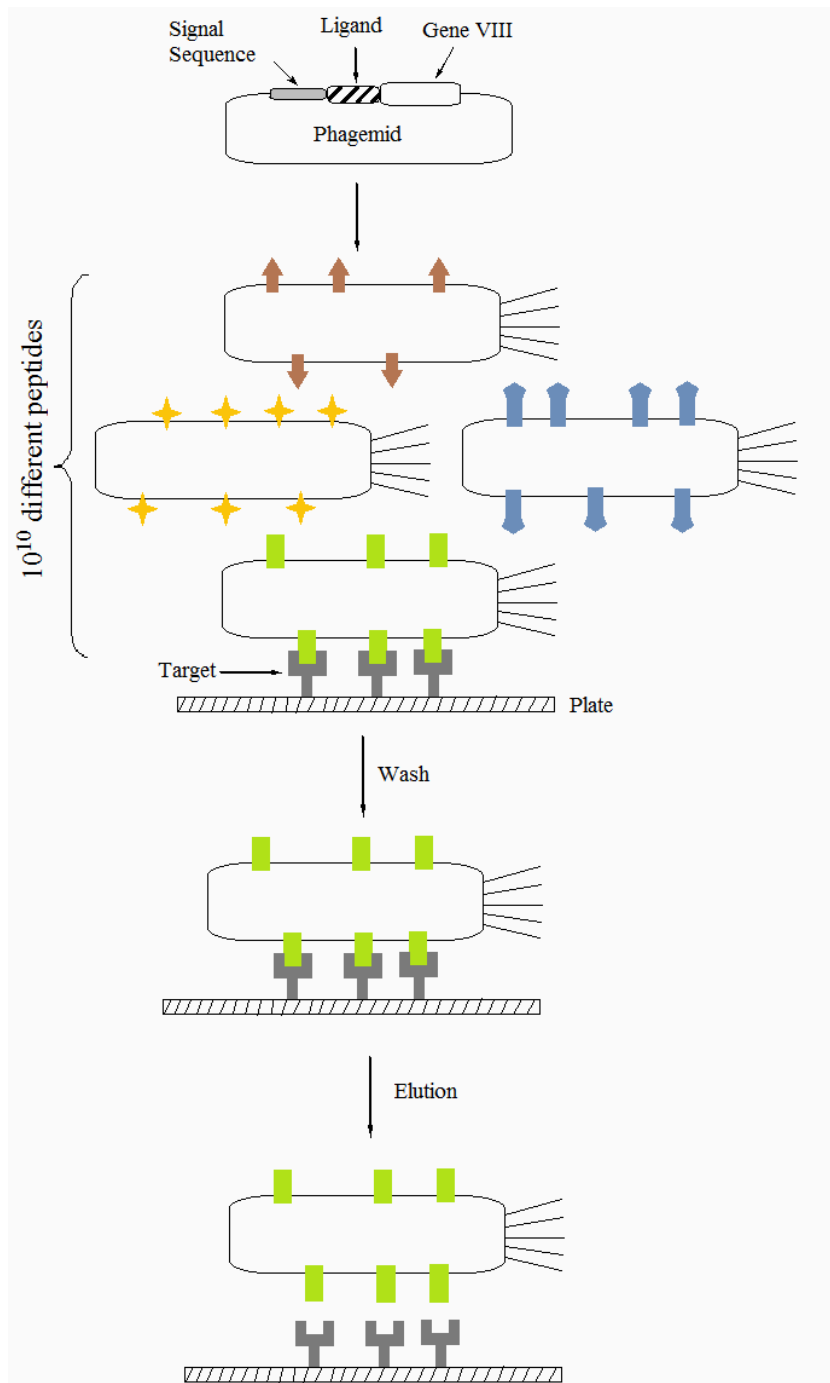 Signal
Sequence
Ligand
Gene VIII
Phagemid
10¹⁰ different peptides
Target
Plate
Wash
Elution